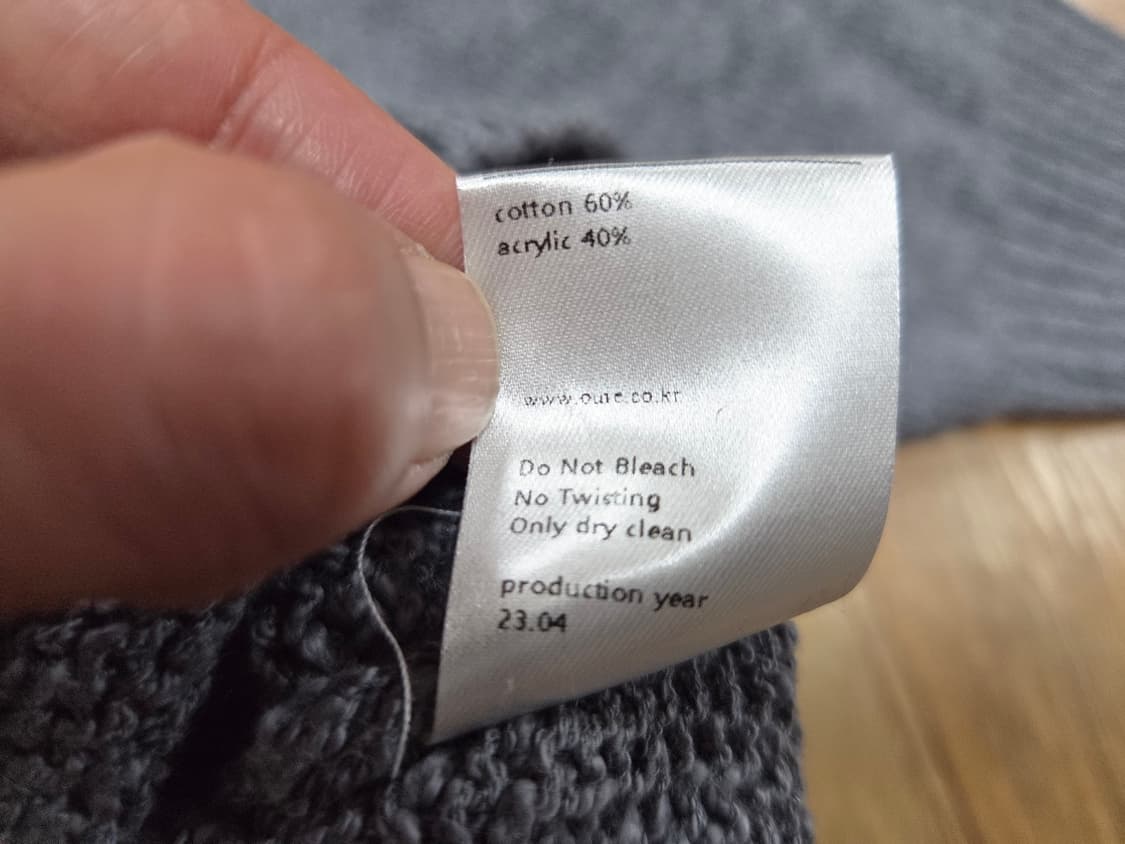 cotton 60%
acrylic 40%
www.oure.co.kr
Do Not Bleach
No Twisting
Only dry clean
production year
23.04